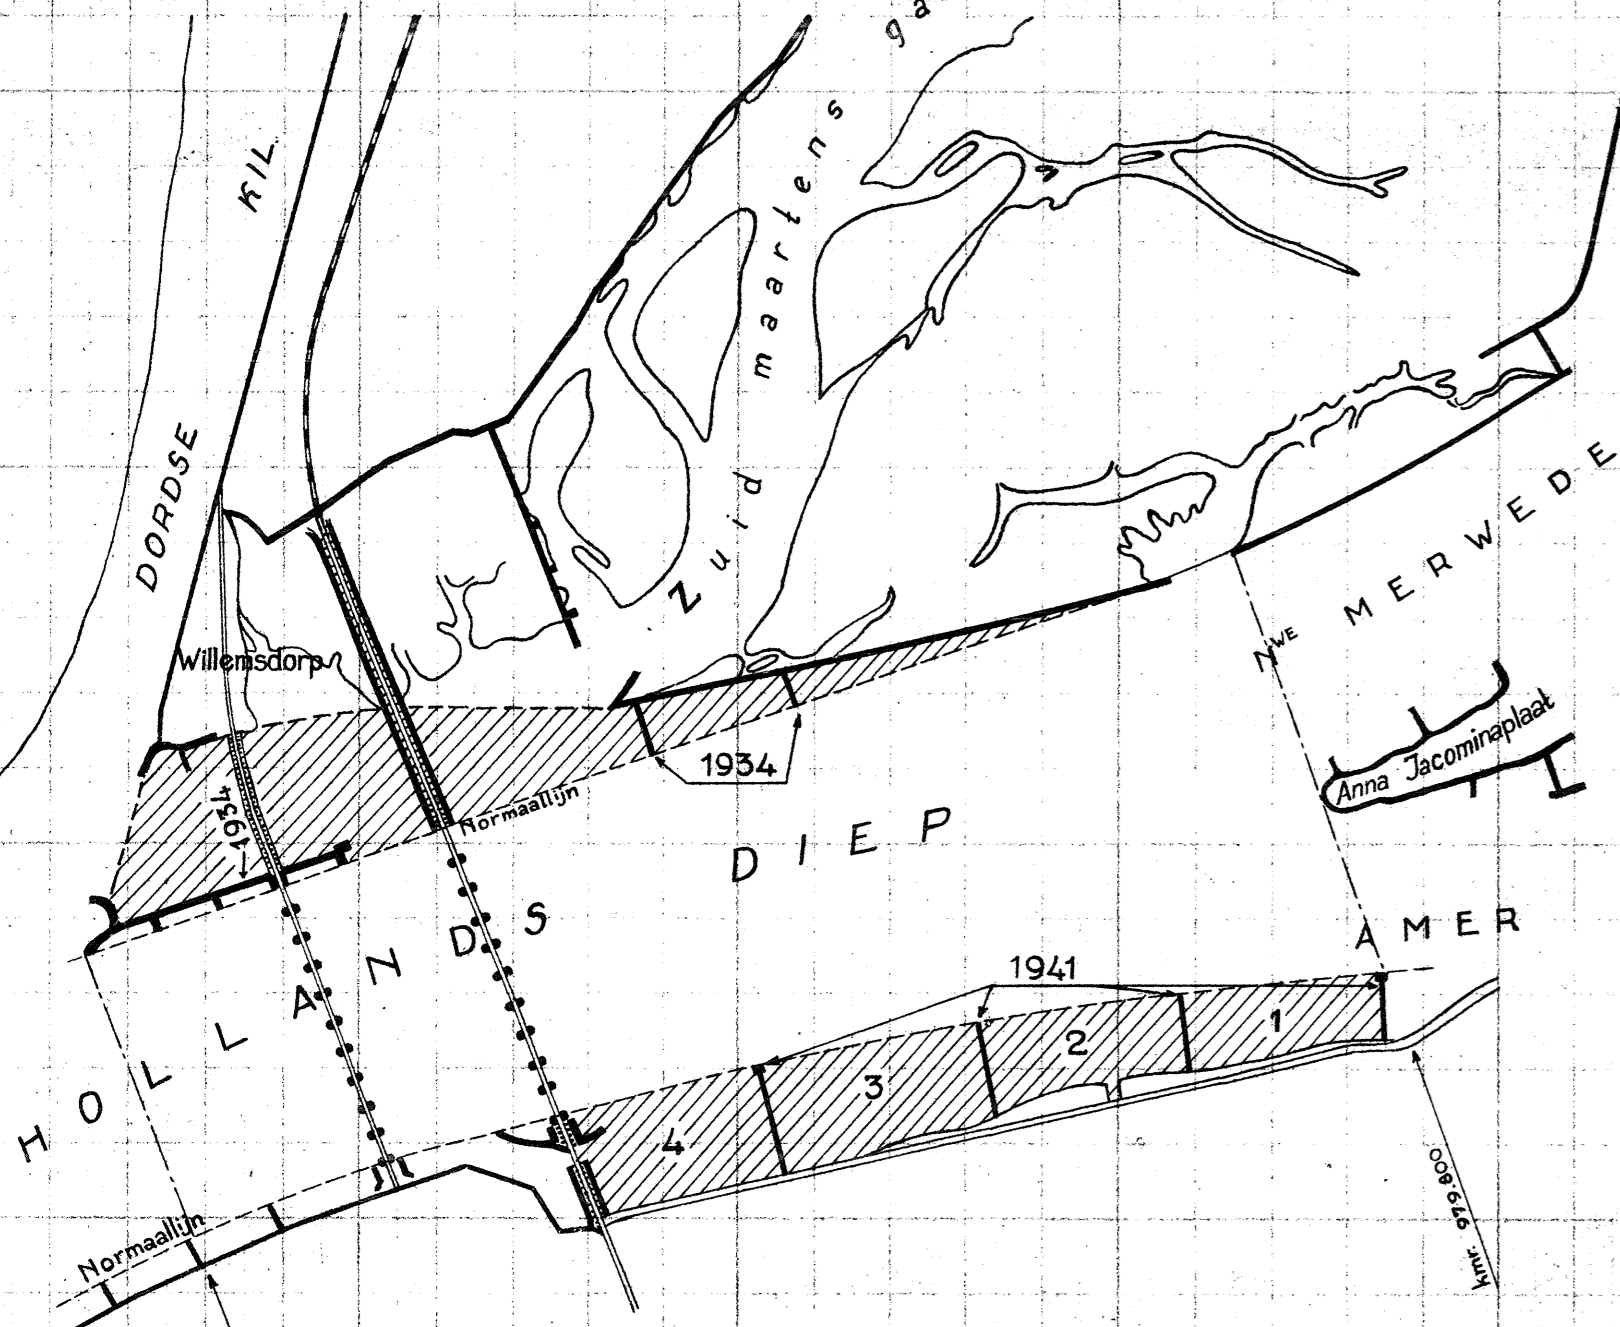 ga
DORDSE KIL
Zuid maartens
Nwe MERWEDE
Willemsdorp
1934
1934
Normaallijn
Anna Jacominaplaat
HOLLANDS DIEP
AMER
1941
1
2
3
4
Normaallijn
kmr. 979.800